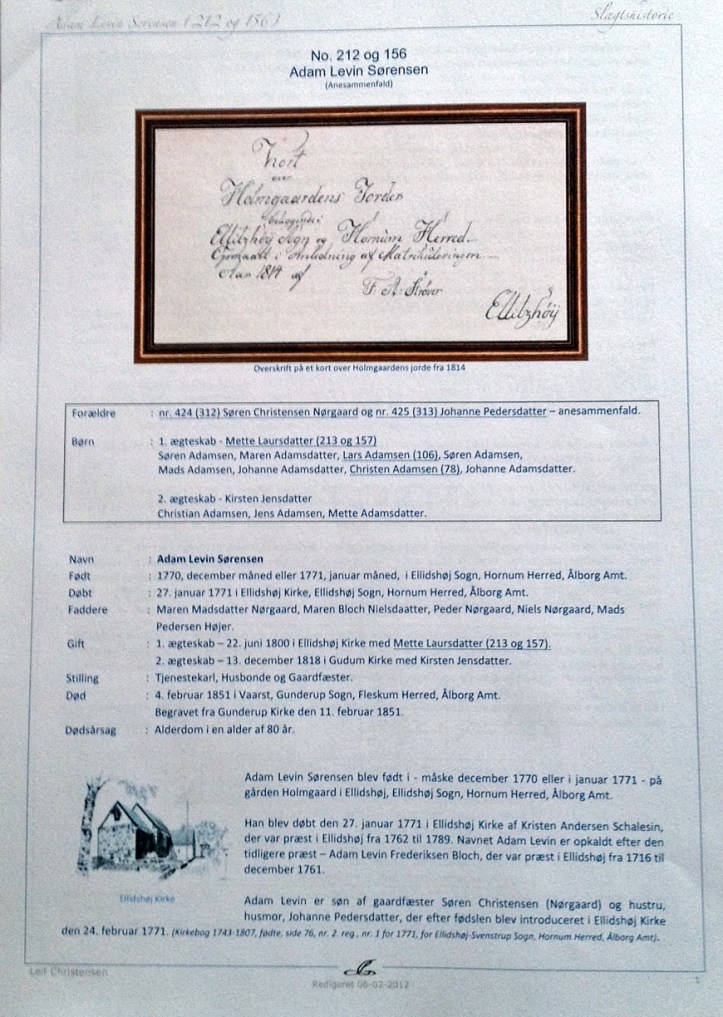 Adam Levin Sørensen (212 og 156)
Slægtshistorie
No. 212 og 156
Adam Levin Sørensen
(Anesammenfald)
Kort
over
Holmgaardens Jorder
Ellitzhöÿ Sogn og Hornum Herred
i Anledning af Matrikuleringen
Aar 1814 af
F. A. Ströver
Ellitzhöÿ
Overskrift på et kort over Holmgaardens jorde fra 1814
Forældre : nr. 424 (312) Søren Christensen Nørgaard og nr. 425 (313) Johanne Pedersdatter – anesammenfald.
Børn : 1. ægteskab - Mette Laursdatter (213 og 157)
Søren Adamsen, Maren Adamsdatter, Lars Adamsen (106), Søren Adamsen,
Mads Adamsen, Johanne Adamsdatter, Christen Adamsen (78), Johanne Adamsdatter.
2. ægteskab - Kirsten Jensdatter
Christian Adamsen, Jens Adamsen, Mette Adamsdatter.
Navn : Adam Levin Sørensen
Født : 1770, december måned eller 1771, januar måned, i Ellidshøj Sogn, Hornum Herred, Ålborg Amt.
Døbt : 27. januar 1771 i Ellidshøj Kirke, Ellidshøj Sogn, Hornum Herred, Ålborg Amt.
Faddere : Maren Madsdatter Nørgaard, Maren Bloch Nielsdaatter, Peder Nørgaard, Niels Nørgaard, Mads
Pedersen Højer.
Gift : 1. ægteskab – 22. juni 1800 i Ellidshøj Kirke med Mette Laursdatter (213 og 157).
2. ægteskab – 13. december 1818 i Gudum Kirke med Kirsten Jensdatter.
Stilling : Tjenestekarl, Husbonde og Gaardfæster.
Død : 4. februar 1851 i Vaarst, Gunderup Sogn, Fleskum Herred, Ålborg Amt.
Begravet fra Gunderup Kirke den 11. februar 1851.
Dødsårsag : Alderdom i en alder af 80 år.
Adam Levin Sørensen blev født i - måske december 1770 eller i januar 1771 - på
gården Holmgaard i Ellidshøj, Ellidshøj Sogn, Hornum Herred, Ålborg Amt.
Han blev døbt den 27. januar 1771 i Ellidshøj Kirke af Kristen Andersen Schalesin,
der var præst i Ellidshøj fra 1762 til 1789. Navnet Adam Levin er opkaldt efter den
tidligere præst – Adam Levin Frederiksen Bloch, der var præst i Ellidshøj fra 1716 til
december 1761.
Ellidshøj Kirke
Adam Levin er søn af gaardfæster Søren Christensen (Nørgaard) og hustru,
husmor, Johanne Pedersdatter, der efter fødslen blev introduceret i Ellidshøj Kirke
den 24. februar 1771. (Kirkebog 1743-1807, fødte, side 76, nr. 2. reg., nr. 1 for 1771, for Ellidshøj-Svenstrup Sogn, Hornum Herred, Ålborg Amt).
Leif Christensen
Redigeret 06-02-2012
1